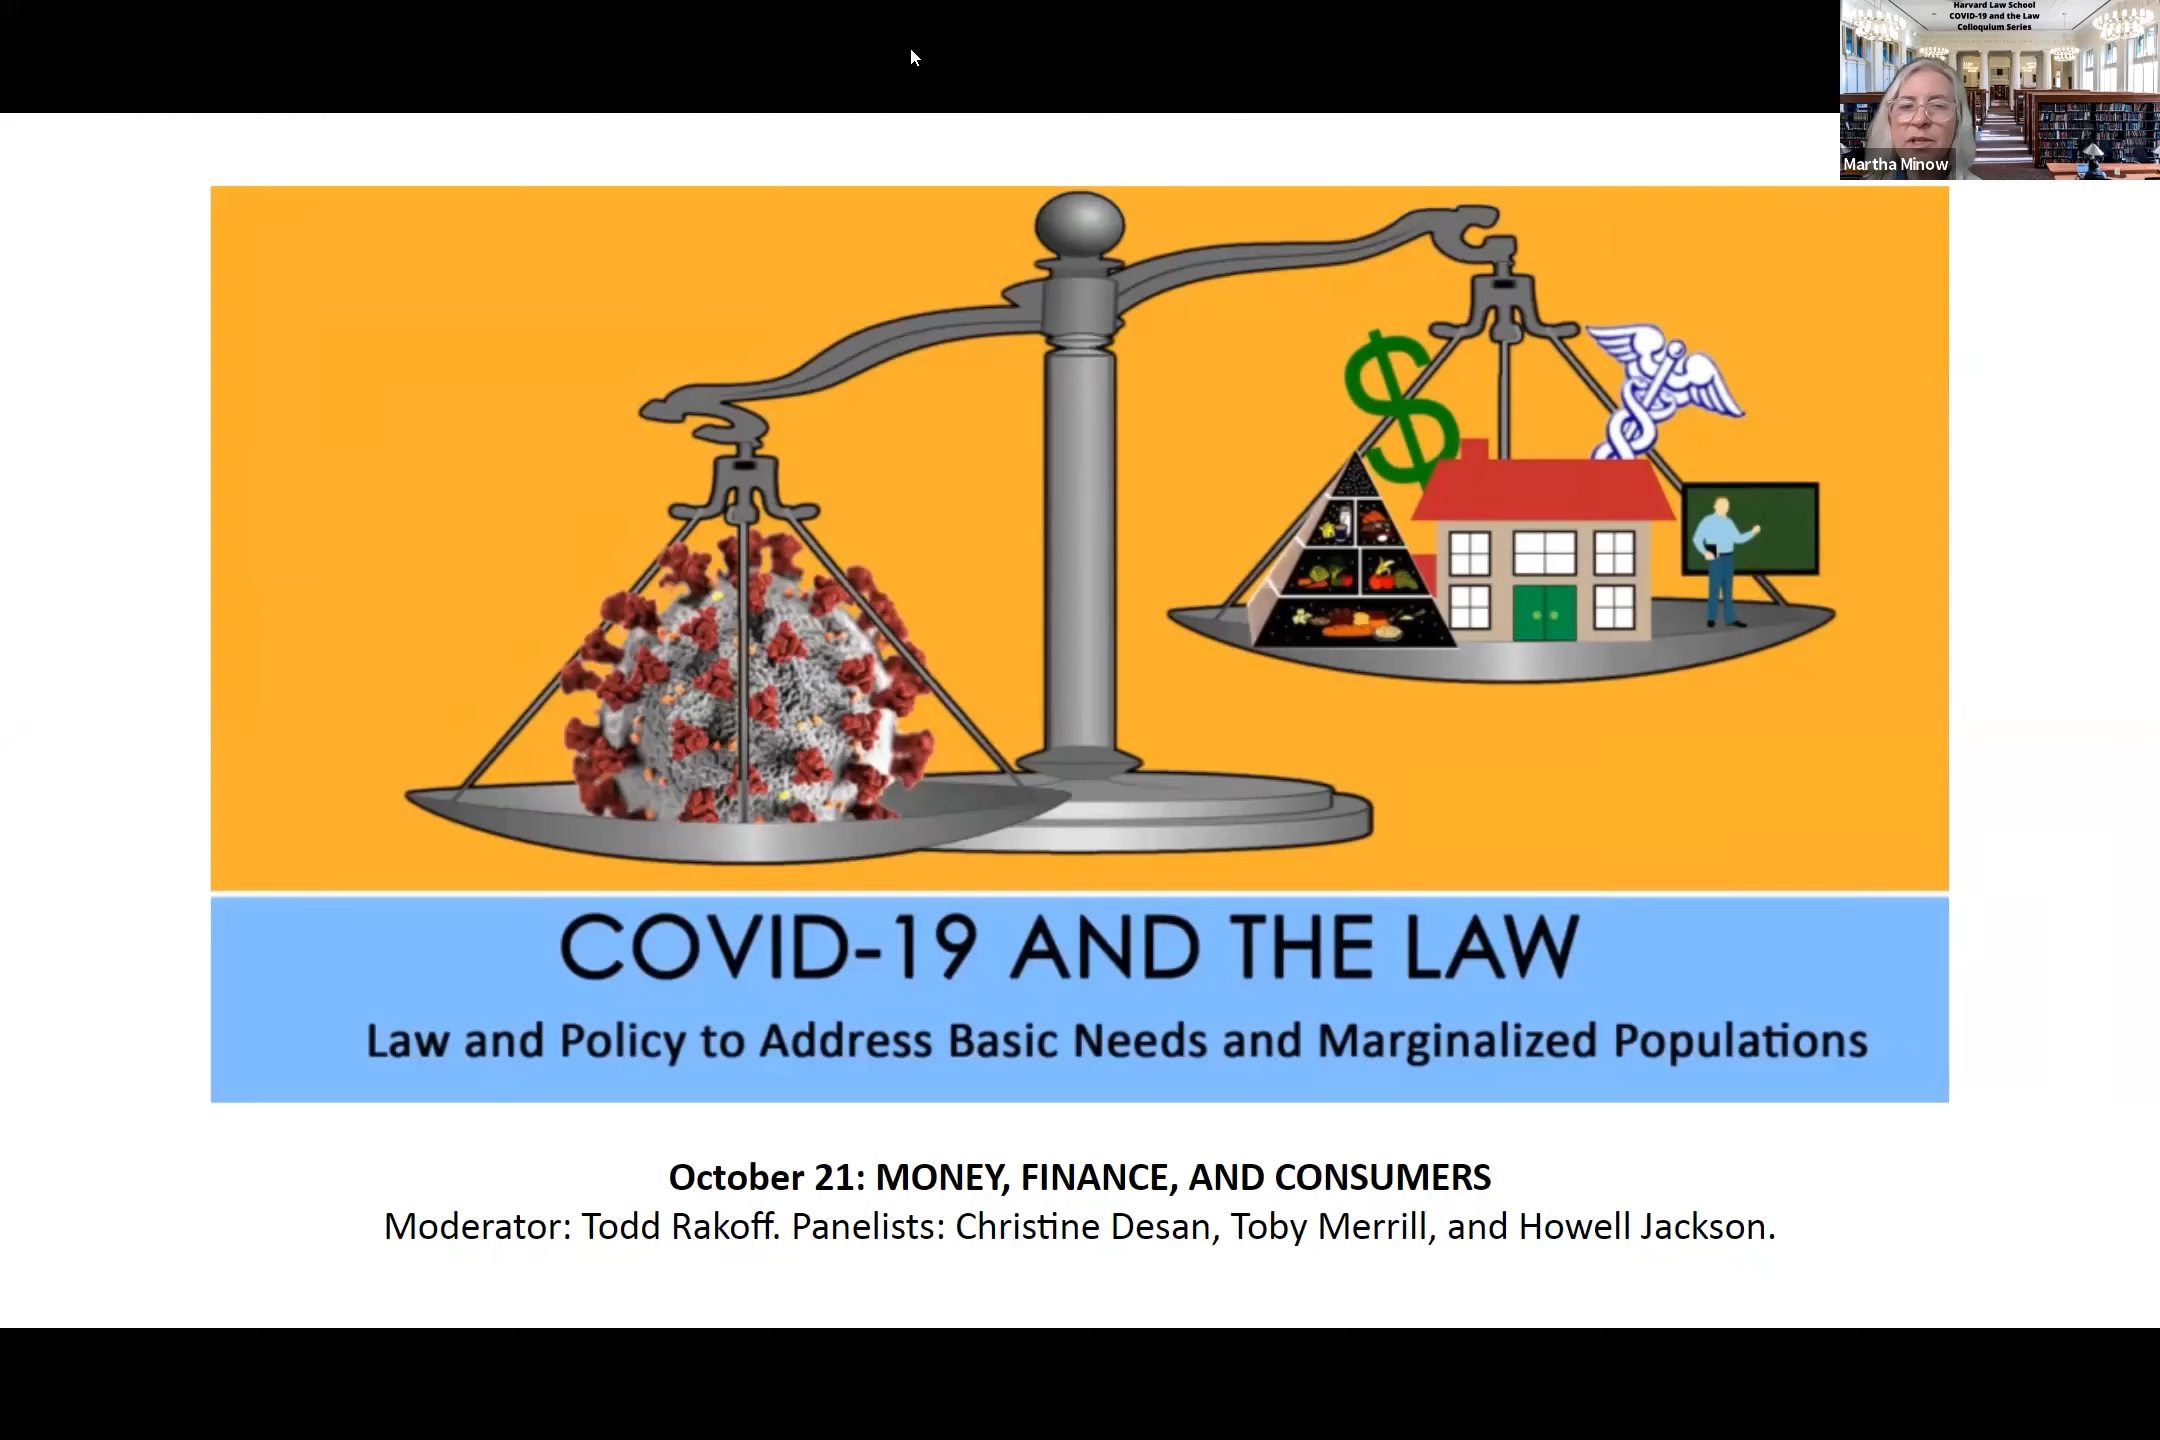 Harvard Law School
COVID-19 and the Law
Colloquium Series
Martha Minow
$
COVID-19 AND THE LAW
Law and Policy to Address Basic Needs and Marginalized Populations
October 21: MONEY, FINANCE, AND CONSUMERS
Moderator: Todd Rakoff. Panelists: Christine Desan, Toby Merrill, and Howell Jackson.